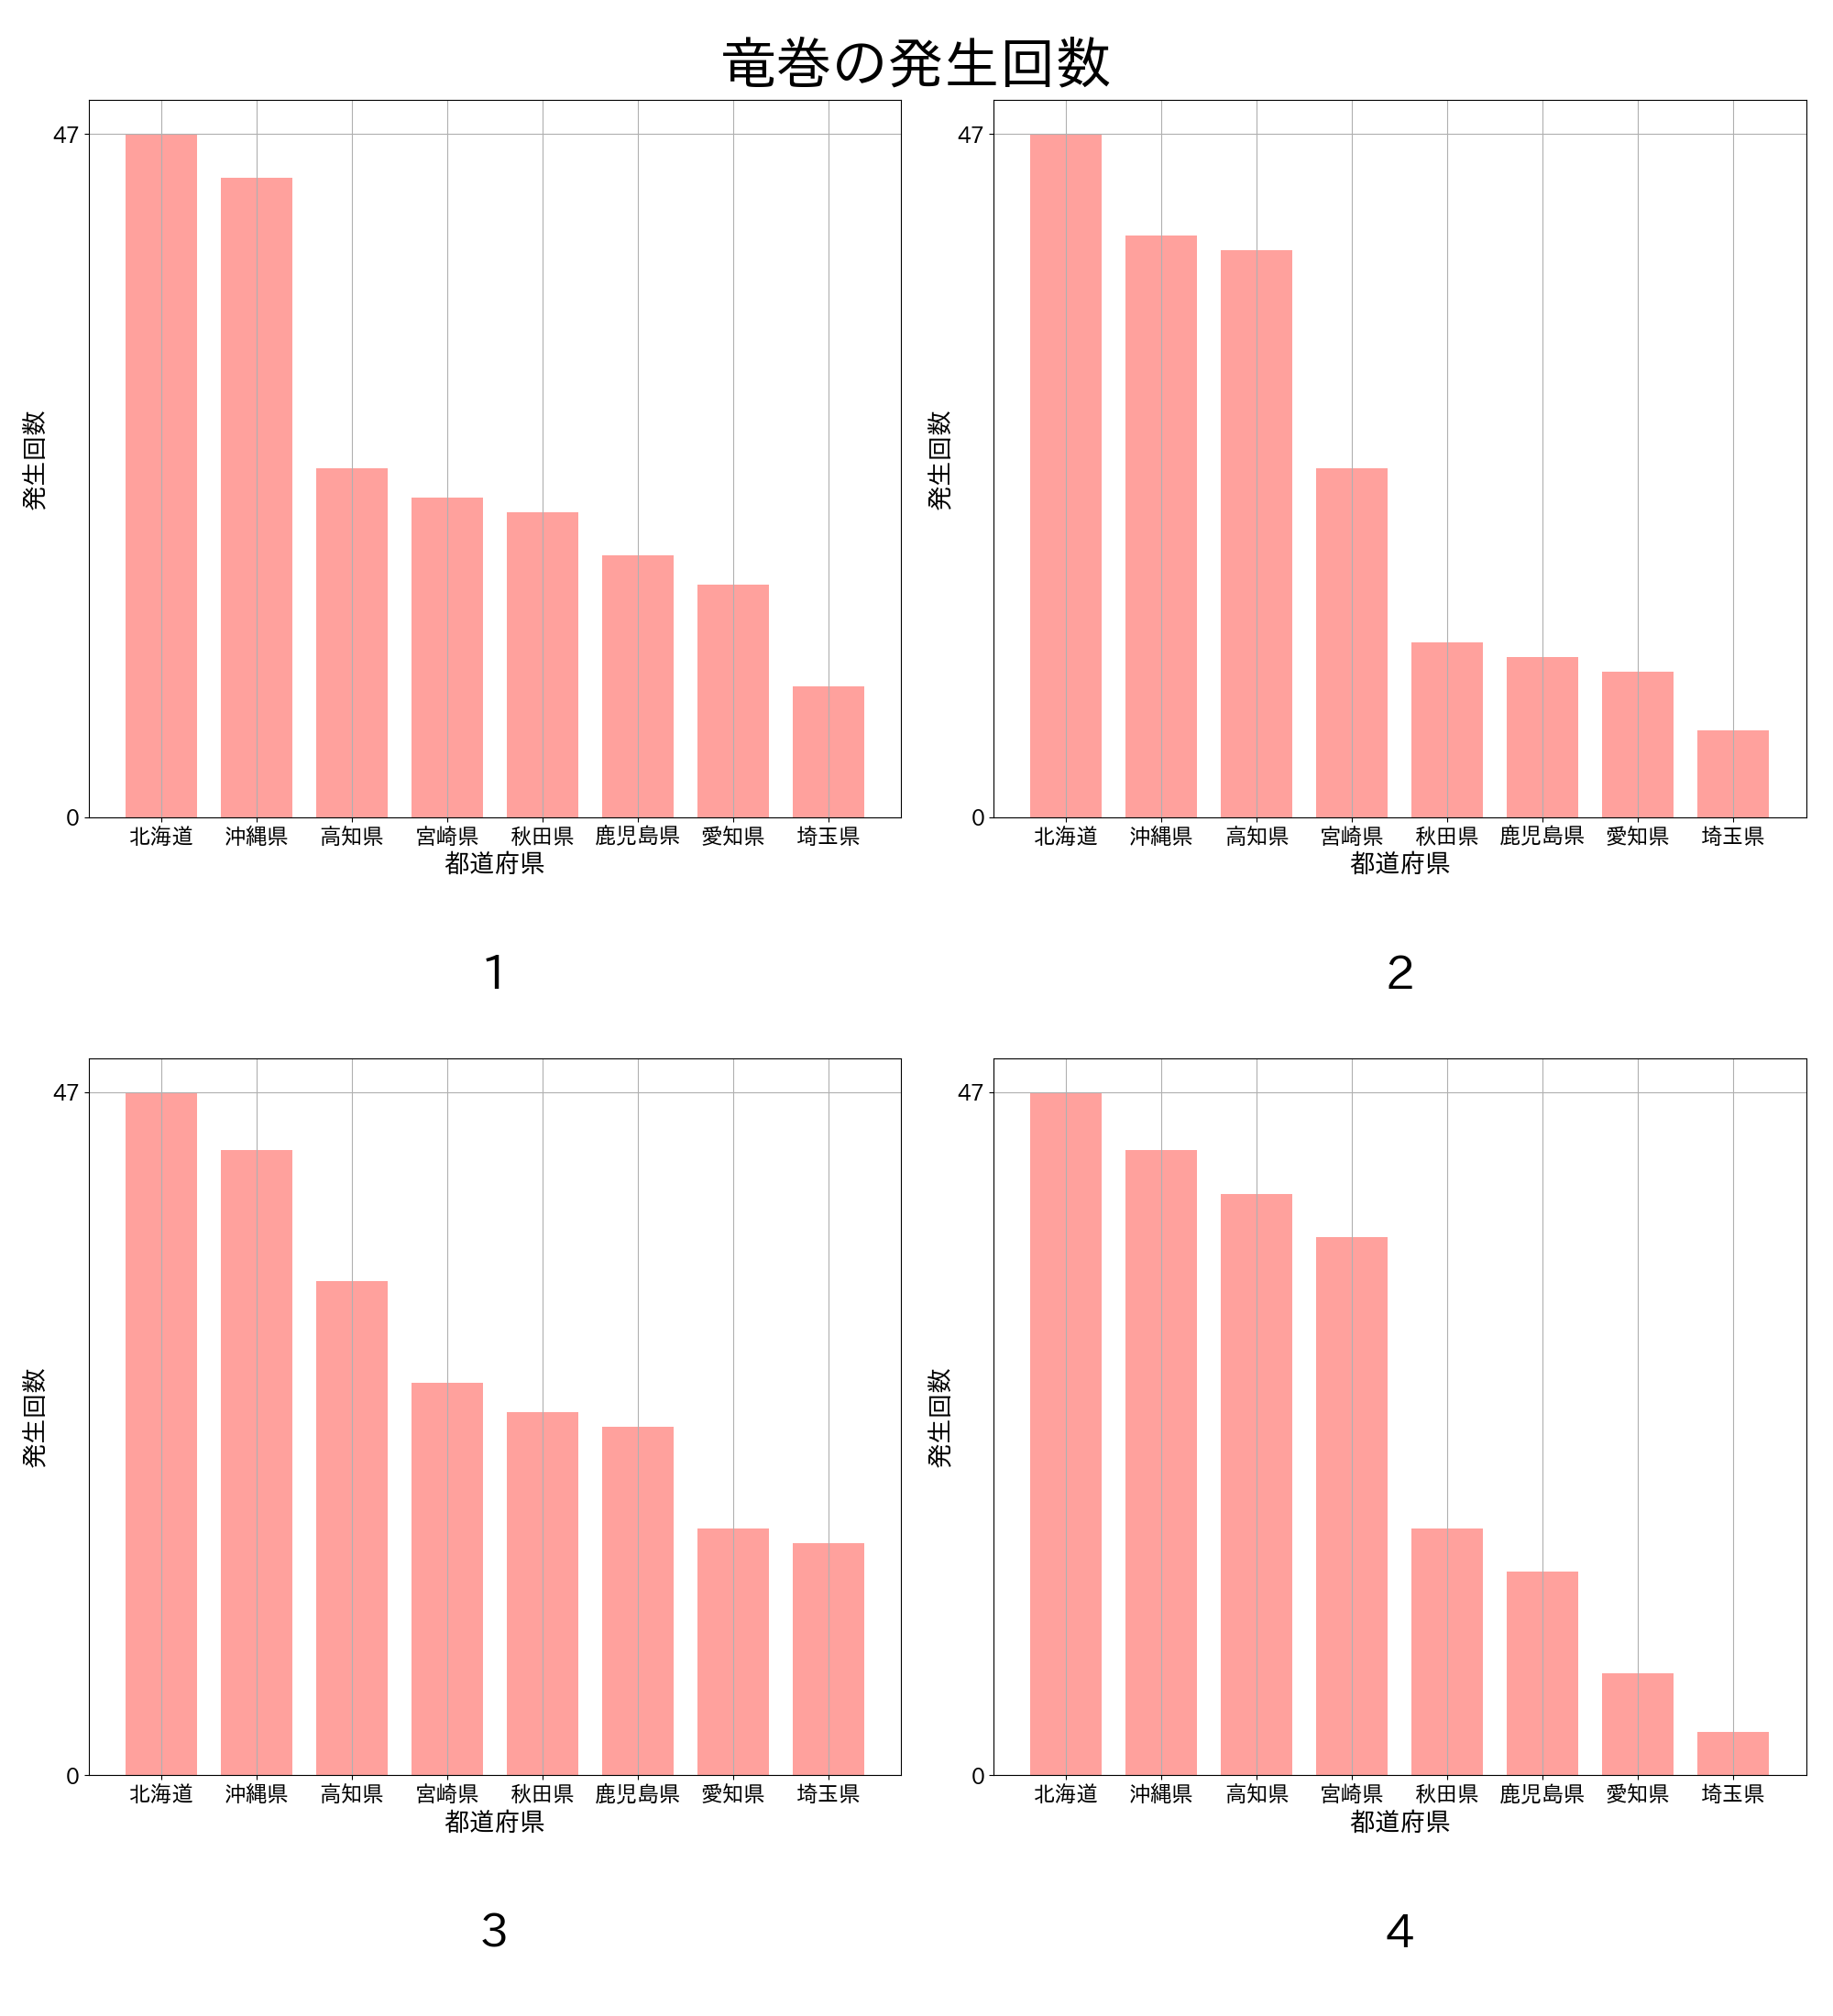 竜巻の発生回数
47
0
発生回数
北海道 沖縄県 高知県 宮崎県 秋田県 鹿児島県 愛知県 埼玉県
都道府県
1
47
0
発生回数
北海道 沖縄県 高知県 宮崎県 秋田県 鹿児島県 愛知県 埼玉県
都道府県
2
47
0
発生回数
北海道 沖縄県 高知県 宮崎県 秋田県 鹿児島県 愛知県 埼玉県
都道府県
3
47
0
発生回数
北海道 沖縄県 高知県 宮崎県 秋田県 鹿児島県 愛知県 埼玉県
都道府県
4